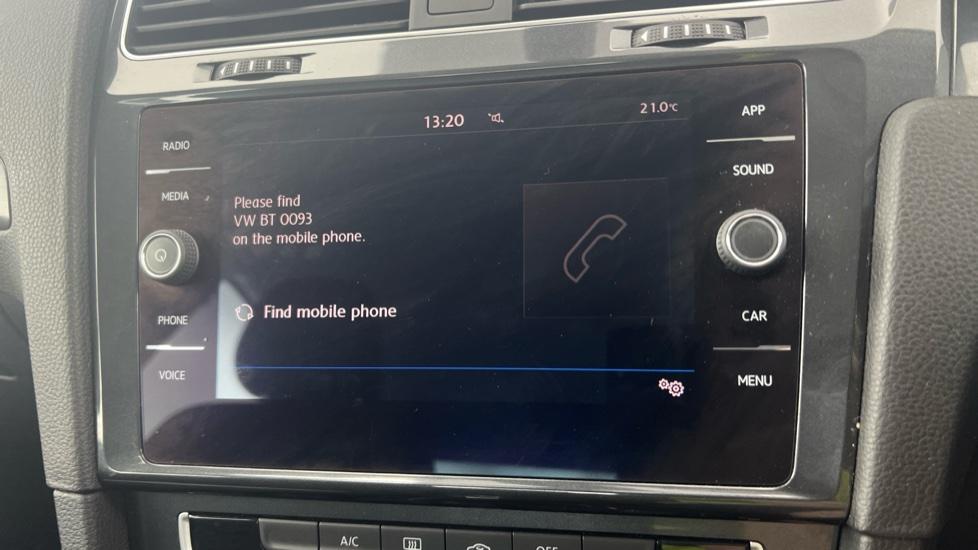 13:20
21.0°C
RADIO
MEDIA
PHONE
VOICE
Please find
VW BT 0093
on the mobile phone.
Find mobile phone
APP
SOUND
CAR
MENU
A/C
OFF